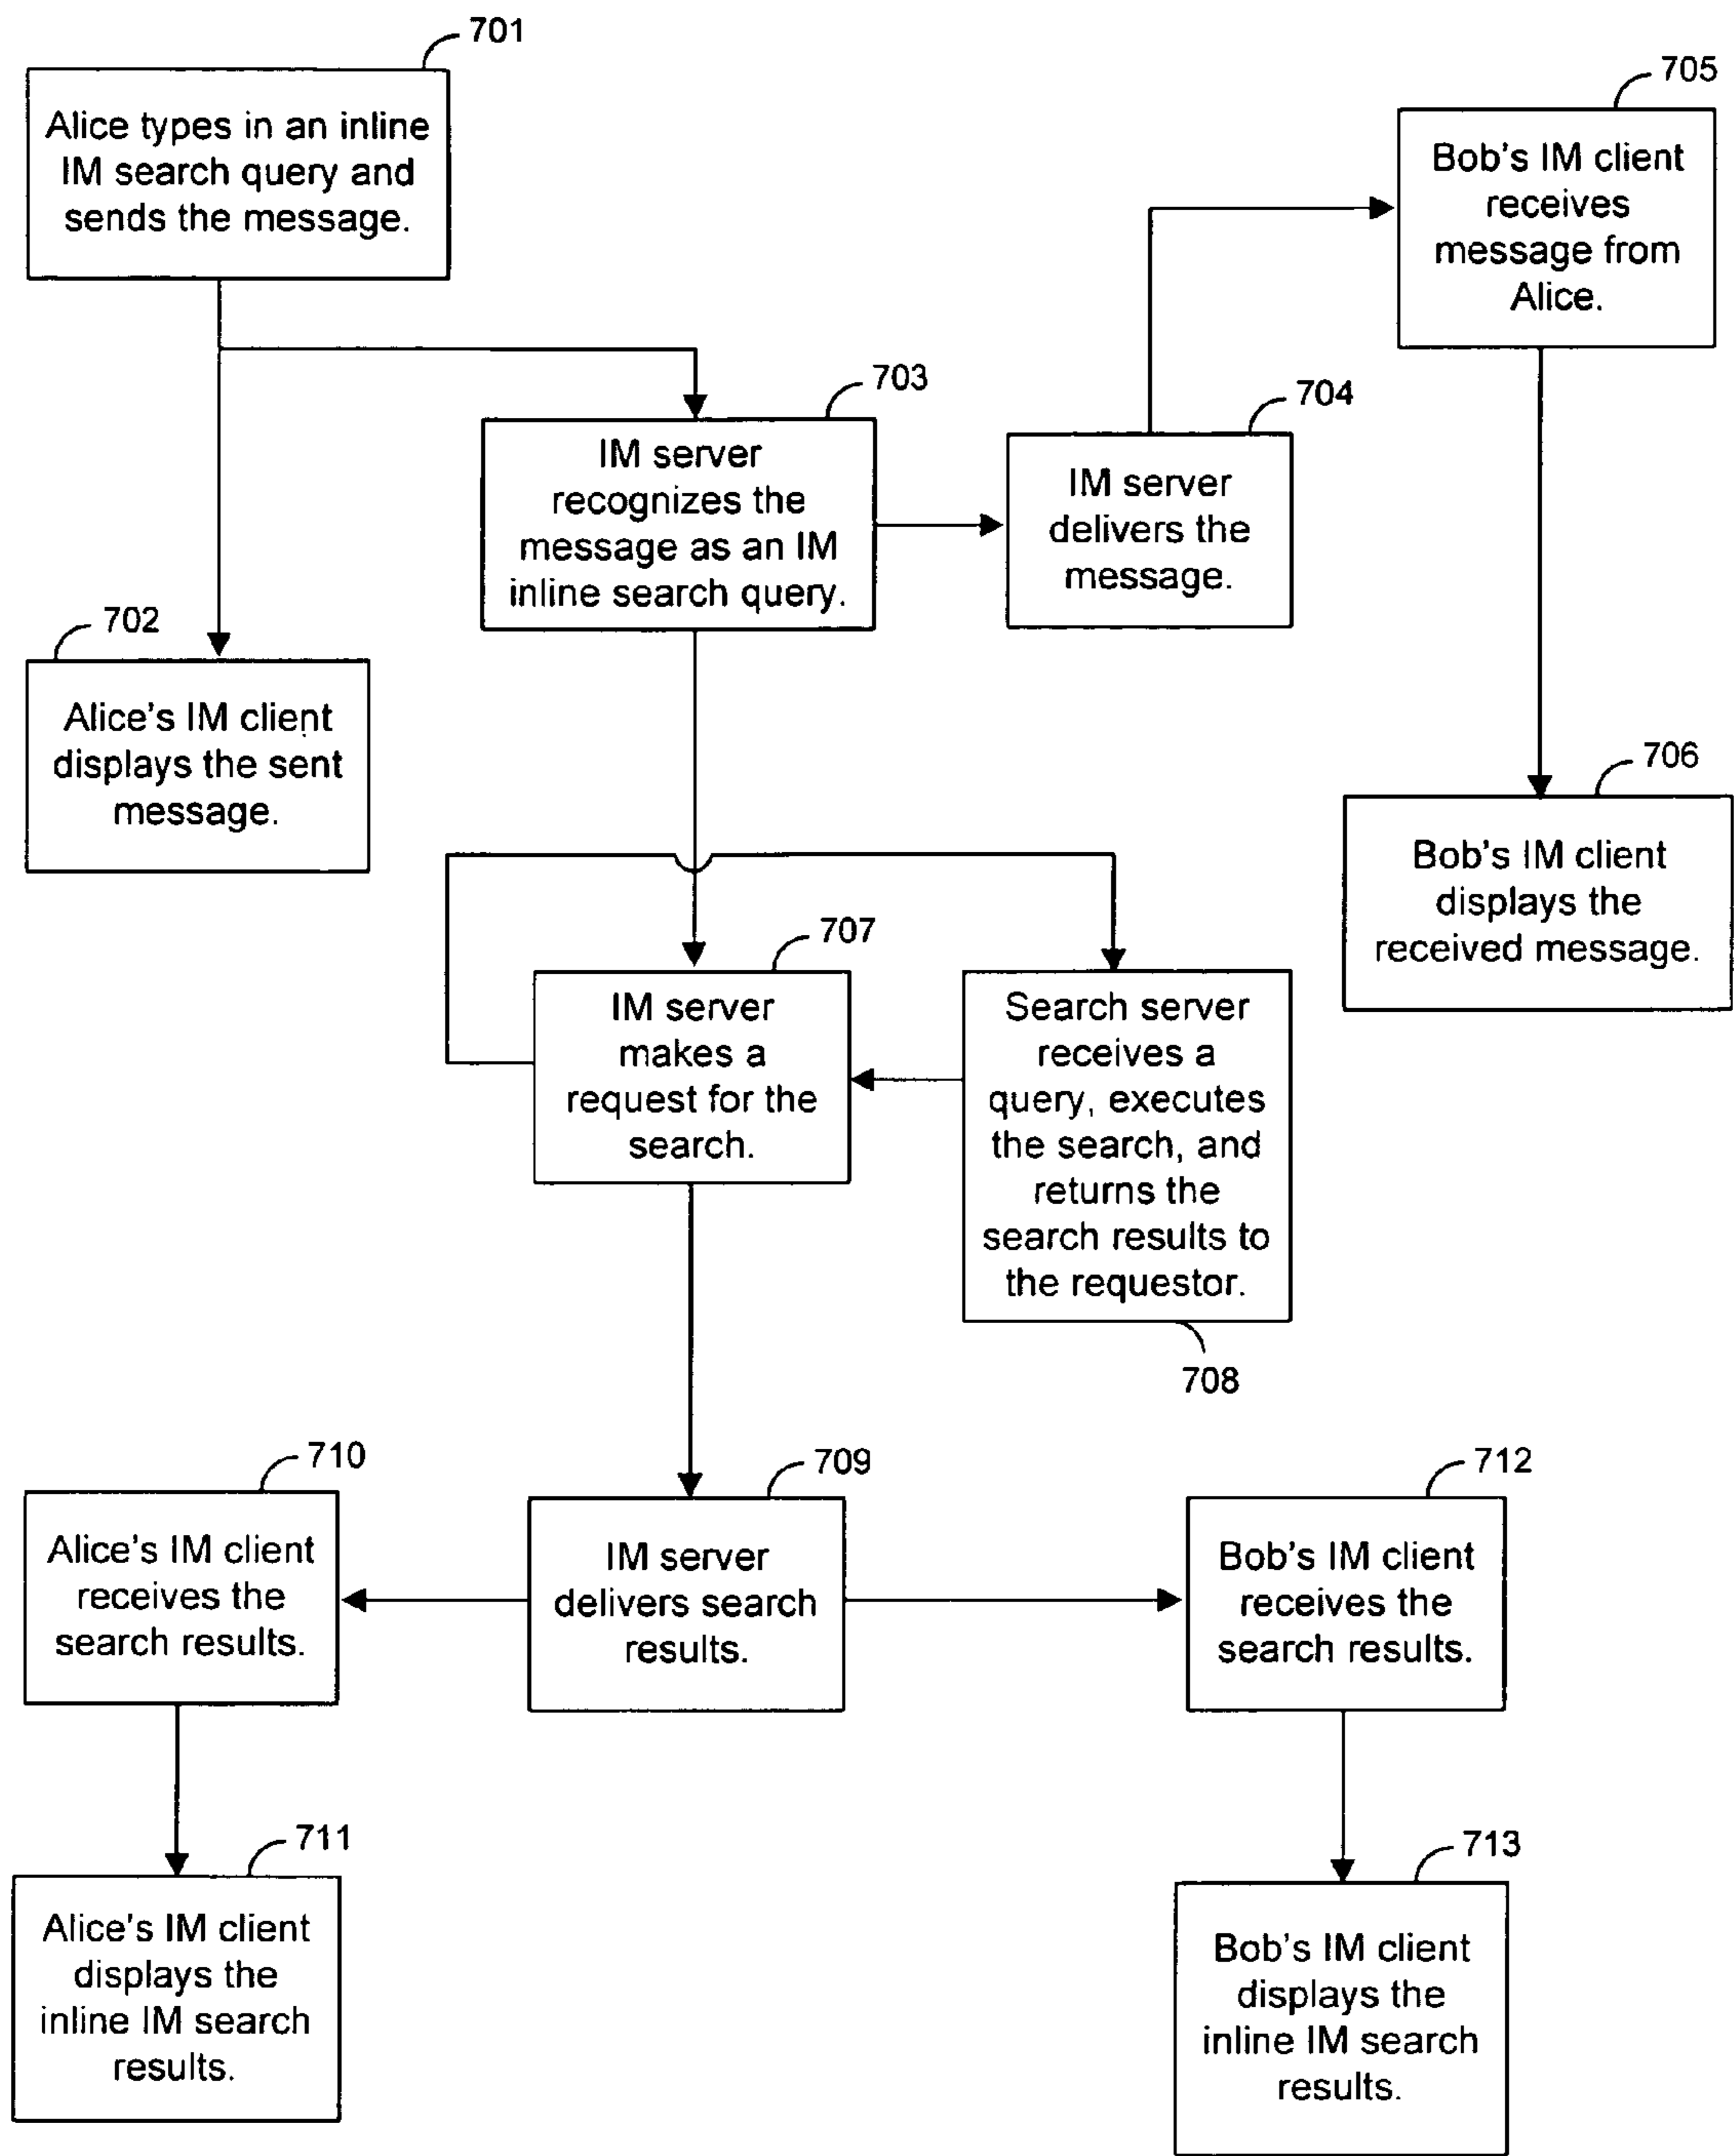 701
Alice types in an inline
IM search query and
sends the message.
705
Bob's IM client
receives
message from
Alice.
703
IM server
recognizes the
message as an IM
inline search query.
704
IM server
delivers the
message.
702
Alice's IM client
displays the sent
message.
706
Bob's IM client
displays the
received message.
707
IM server
makes a
request for the
search.
Search server
receives a
query, executes
the search, and
returns the
search results to
the requestor.
708
710
Alice's IM client
receives the
search results.
709
IM server
delivers search
results.
712
Bob's IM client
receives the
search results.
711
Alice's IM client
displays the
inline IM search
results.
713
Bob's IM client
displays the
inline IM search
results.